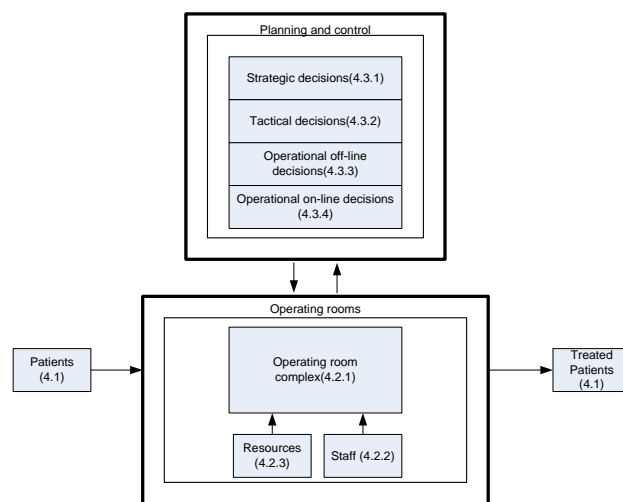 Planning and control
Strategic decisions(4.3.1)
Tactical decisions(4.3.2)
Operational off-line
decisions(4.3.3)
Operational on-line decisions
(4.3.4)
Operating rooms
Patients
(4.1)
Operating room
complex(4.2.1)
Treated
Patients
(4.1)
Resources
(4.2.3)
Staff (4.2.2)